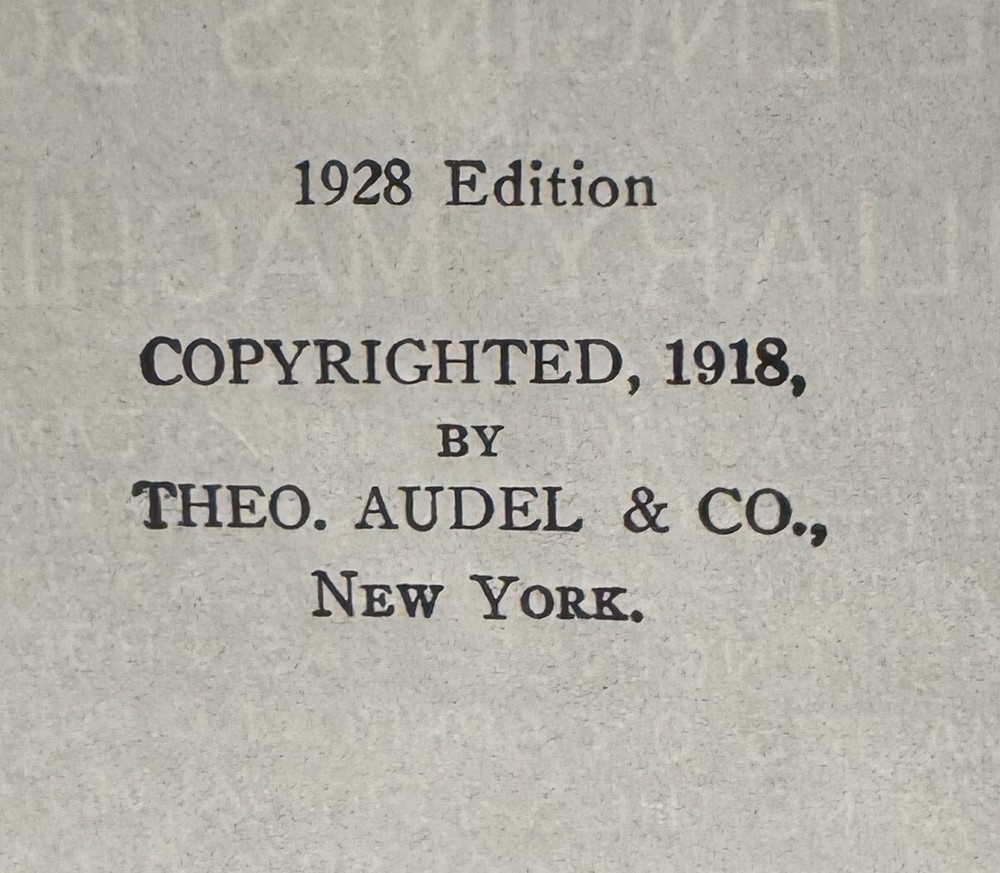 1928 Edition
COPYRIGHTED, 1918,
BY
THEO. AUDEL & CO.,
NEW YORK.